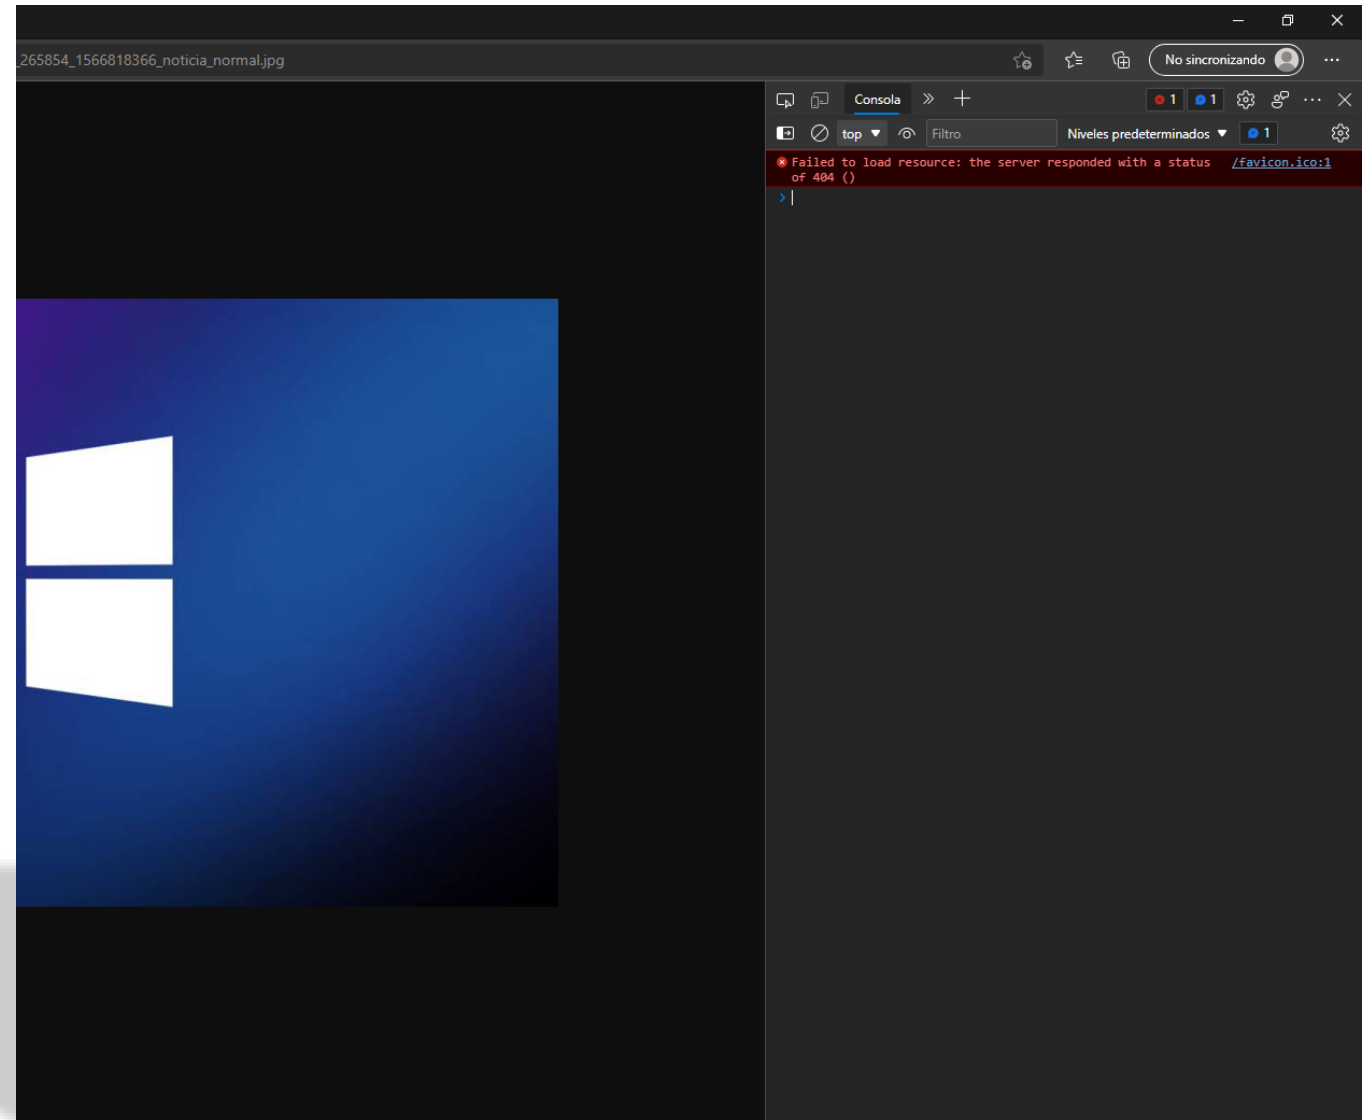 _265854_1566818366_noticia_normal.jpg
No sincronizando
Consola
1
1
top
Filtro
Niveles predeterminados
1
Failed to load resource: the server responded with a status
/favicon.ico:1
of 404 ()